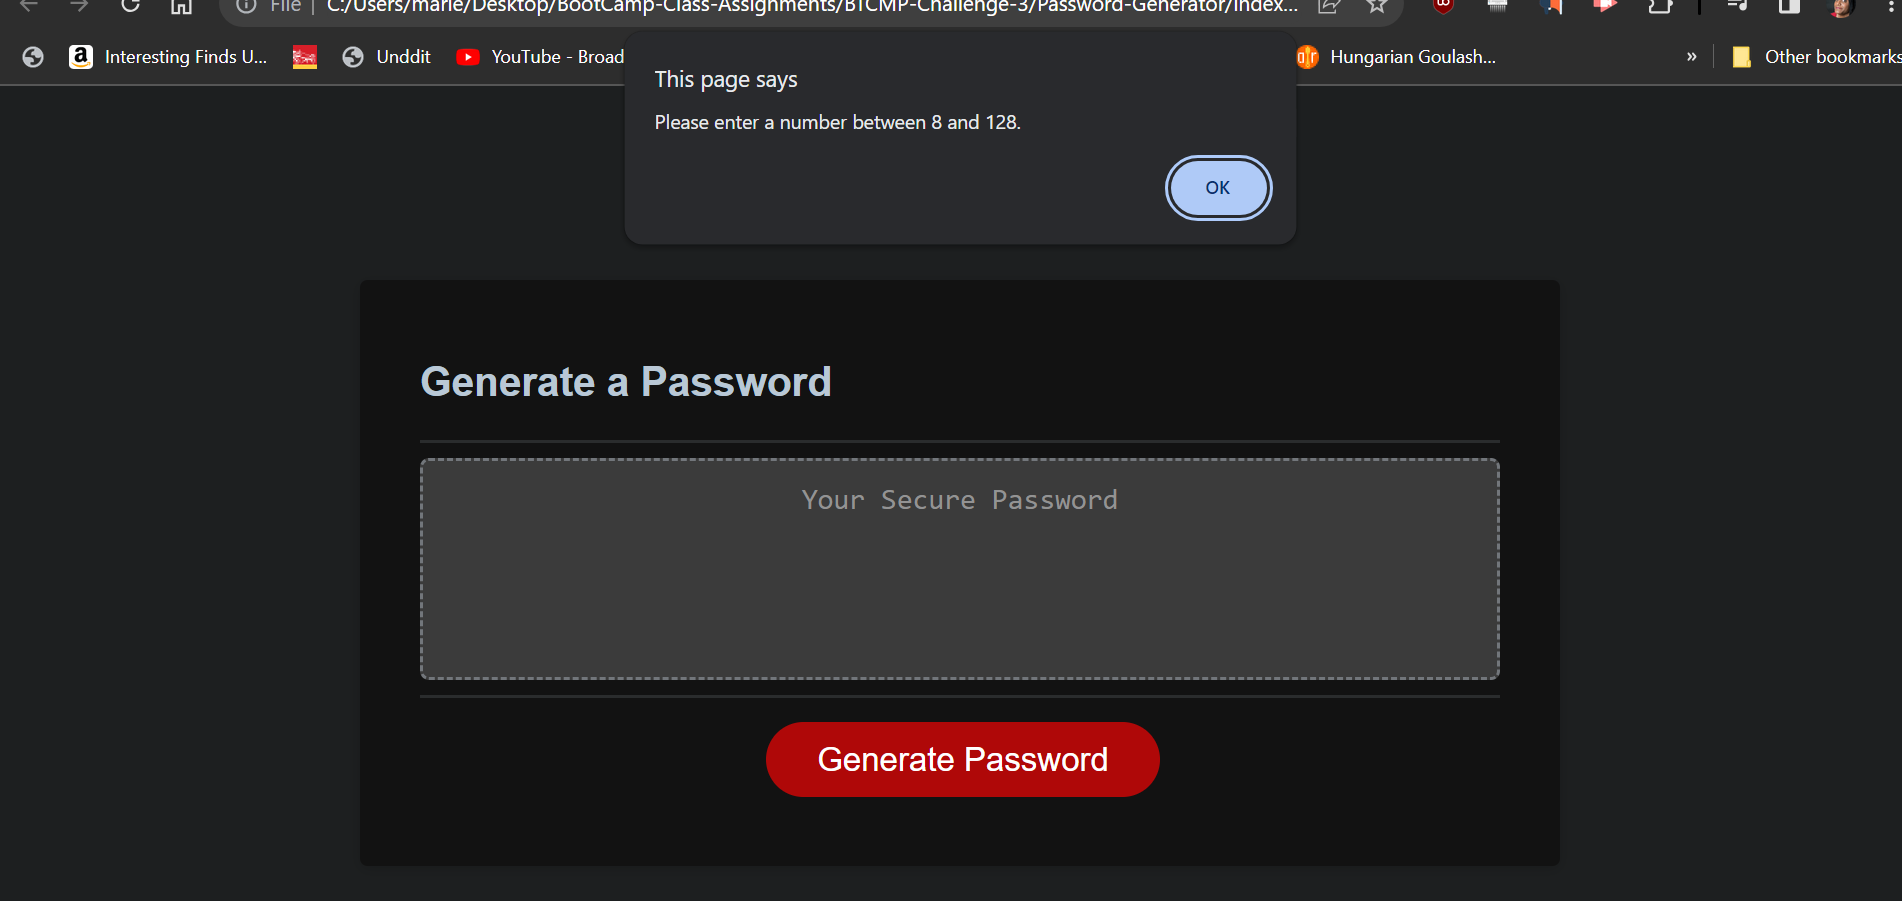 File | C:/Users/marie/Desktop/BootCamp-Class-Assignments/BTCMP-Challenge-3/Password-Generator/index...
Interesting Finds U... Unddit YouTube - Broad Hungarian Goulash... » Other bookmarks
This page says
Please enter a number between 8 and 128.
OK
Generate a Password
Your Secure Password
Generate Password